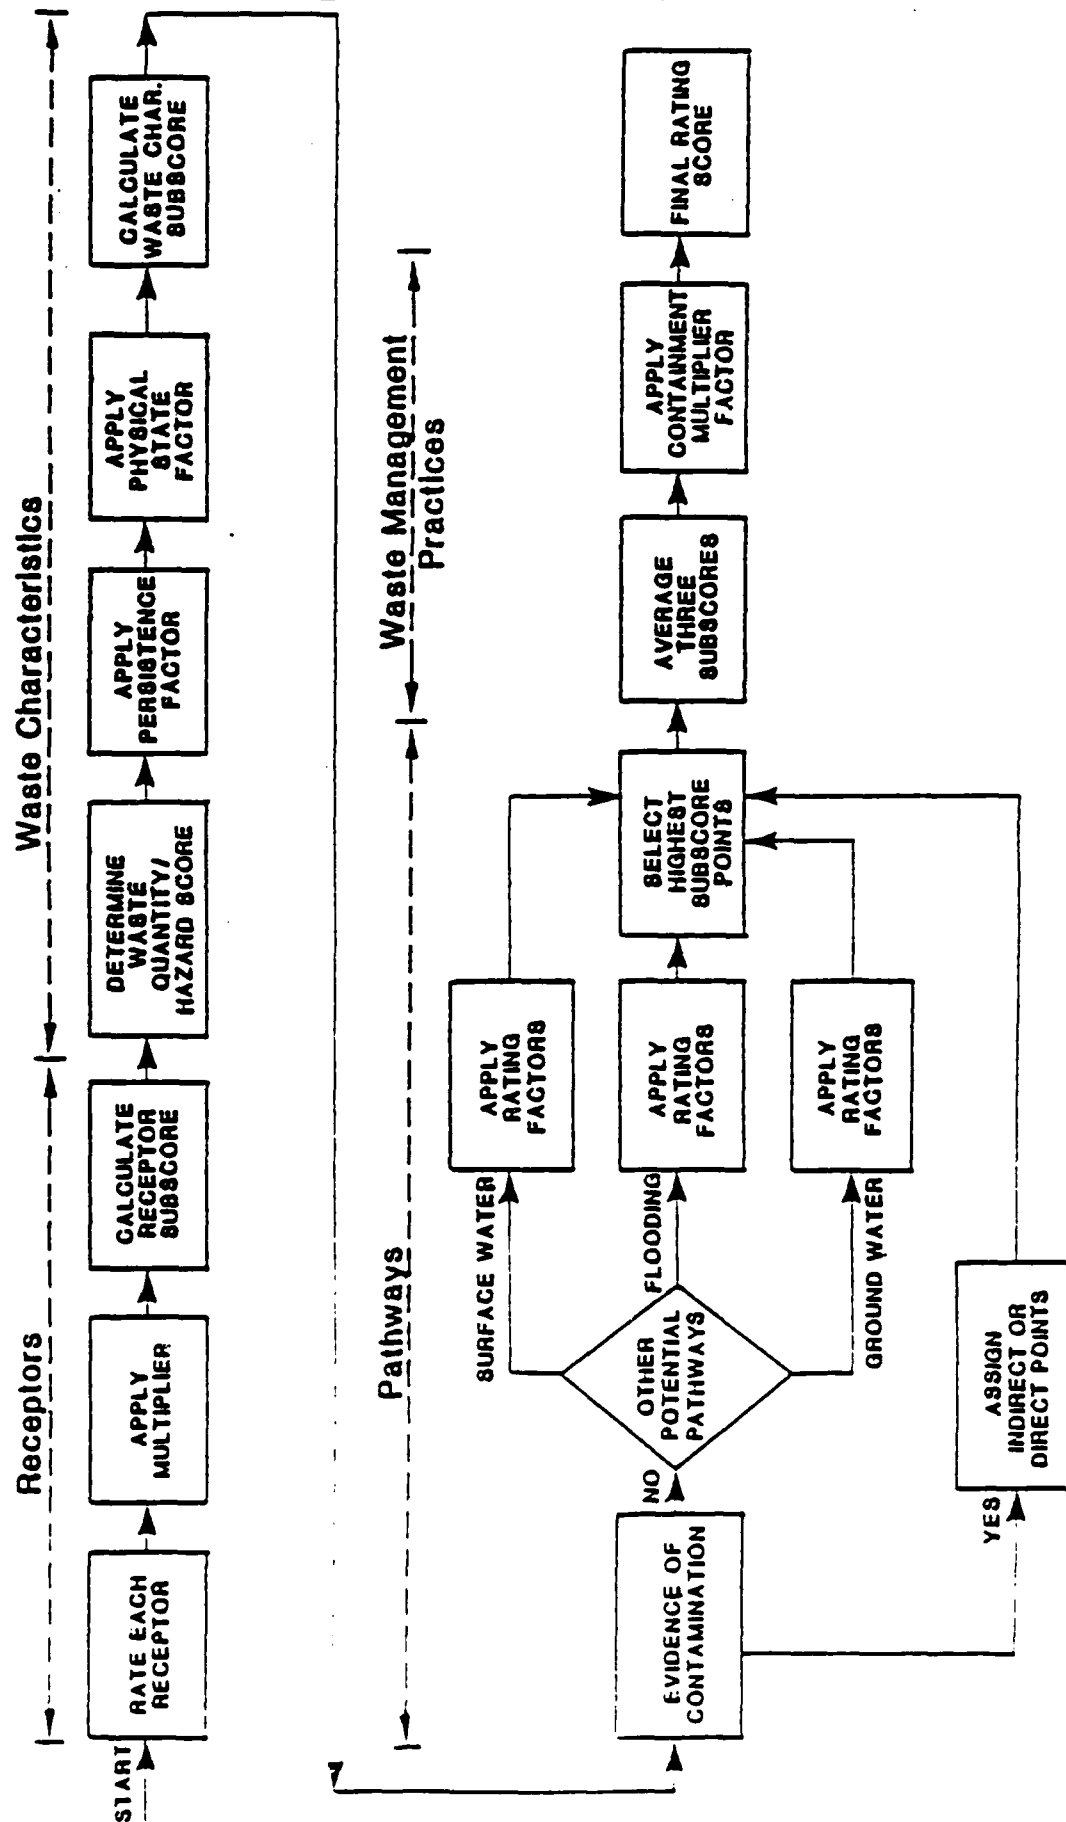 Receptors
Waste Characteristics
START
RATE EACH
RECEPTOR
APPLY
MULTIPLIER
CALCULATE
RECEPTOR
SUBSCORE
DETERMINE
WASTE
QUANTITY/
HAZARD SCORE
APPLY
PERSISTENCE
FACTOR
APPLY
PHYSICAL
STATE
FACTOR
CALCULATE
WASTE CHAR.
SUBSCORE
Pathways
Waste Management
Practices
EVIDENCE OF
CONTAMINATION
NO
YES
OTHER
POTENTIAL
PATHWAYS
SURFACE WATER
FLOODING
GROUND WATER
APPLY
RATING
FACTORS
APPLY
RATING
FACTORS
APPLY
RATING
FACTORS
ASSIGN
INDIRECT OR
DIRECT POINTS
SELECT
HIGHEST
SUBSCORE
POINTS
AVERAGE
THREE
SUBSCORES
APPLY
CONTAINMENT
MULTIPLIER
FACTOR
FINAL RATING
SCORE